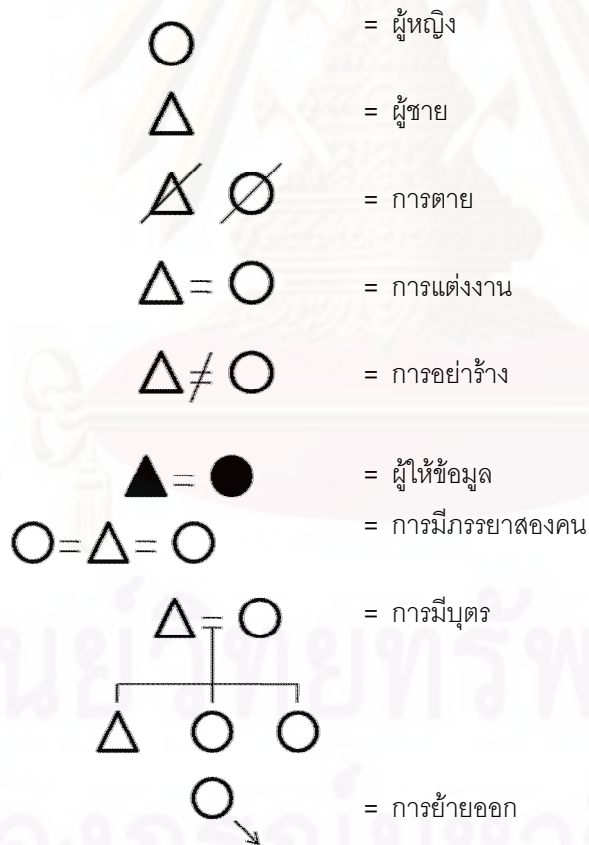 = ผู้หญิง
= ผู้ชาย
= การตาย
= การแต่งงาน
= การอย่าร้าง
= ผู้ให้ข้อมูล
= การมีภรรยาสองคน
= การมีบุตร
= การย้ายออก